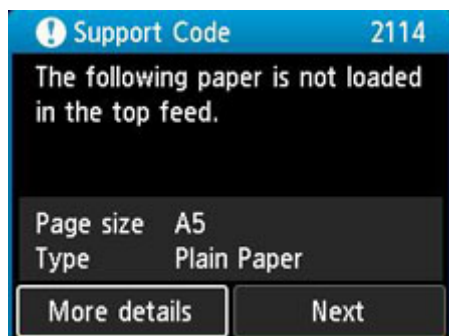 Support Code 2114
The following paper is not loaded
in the top feed.
Page size A5
Type Plain Paper
More details Next